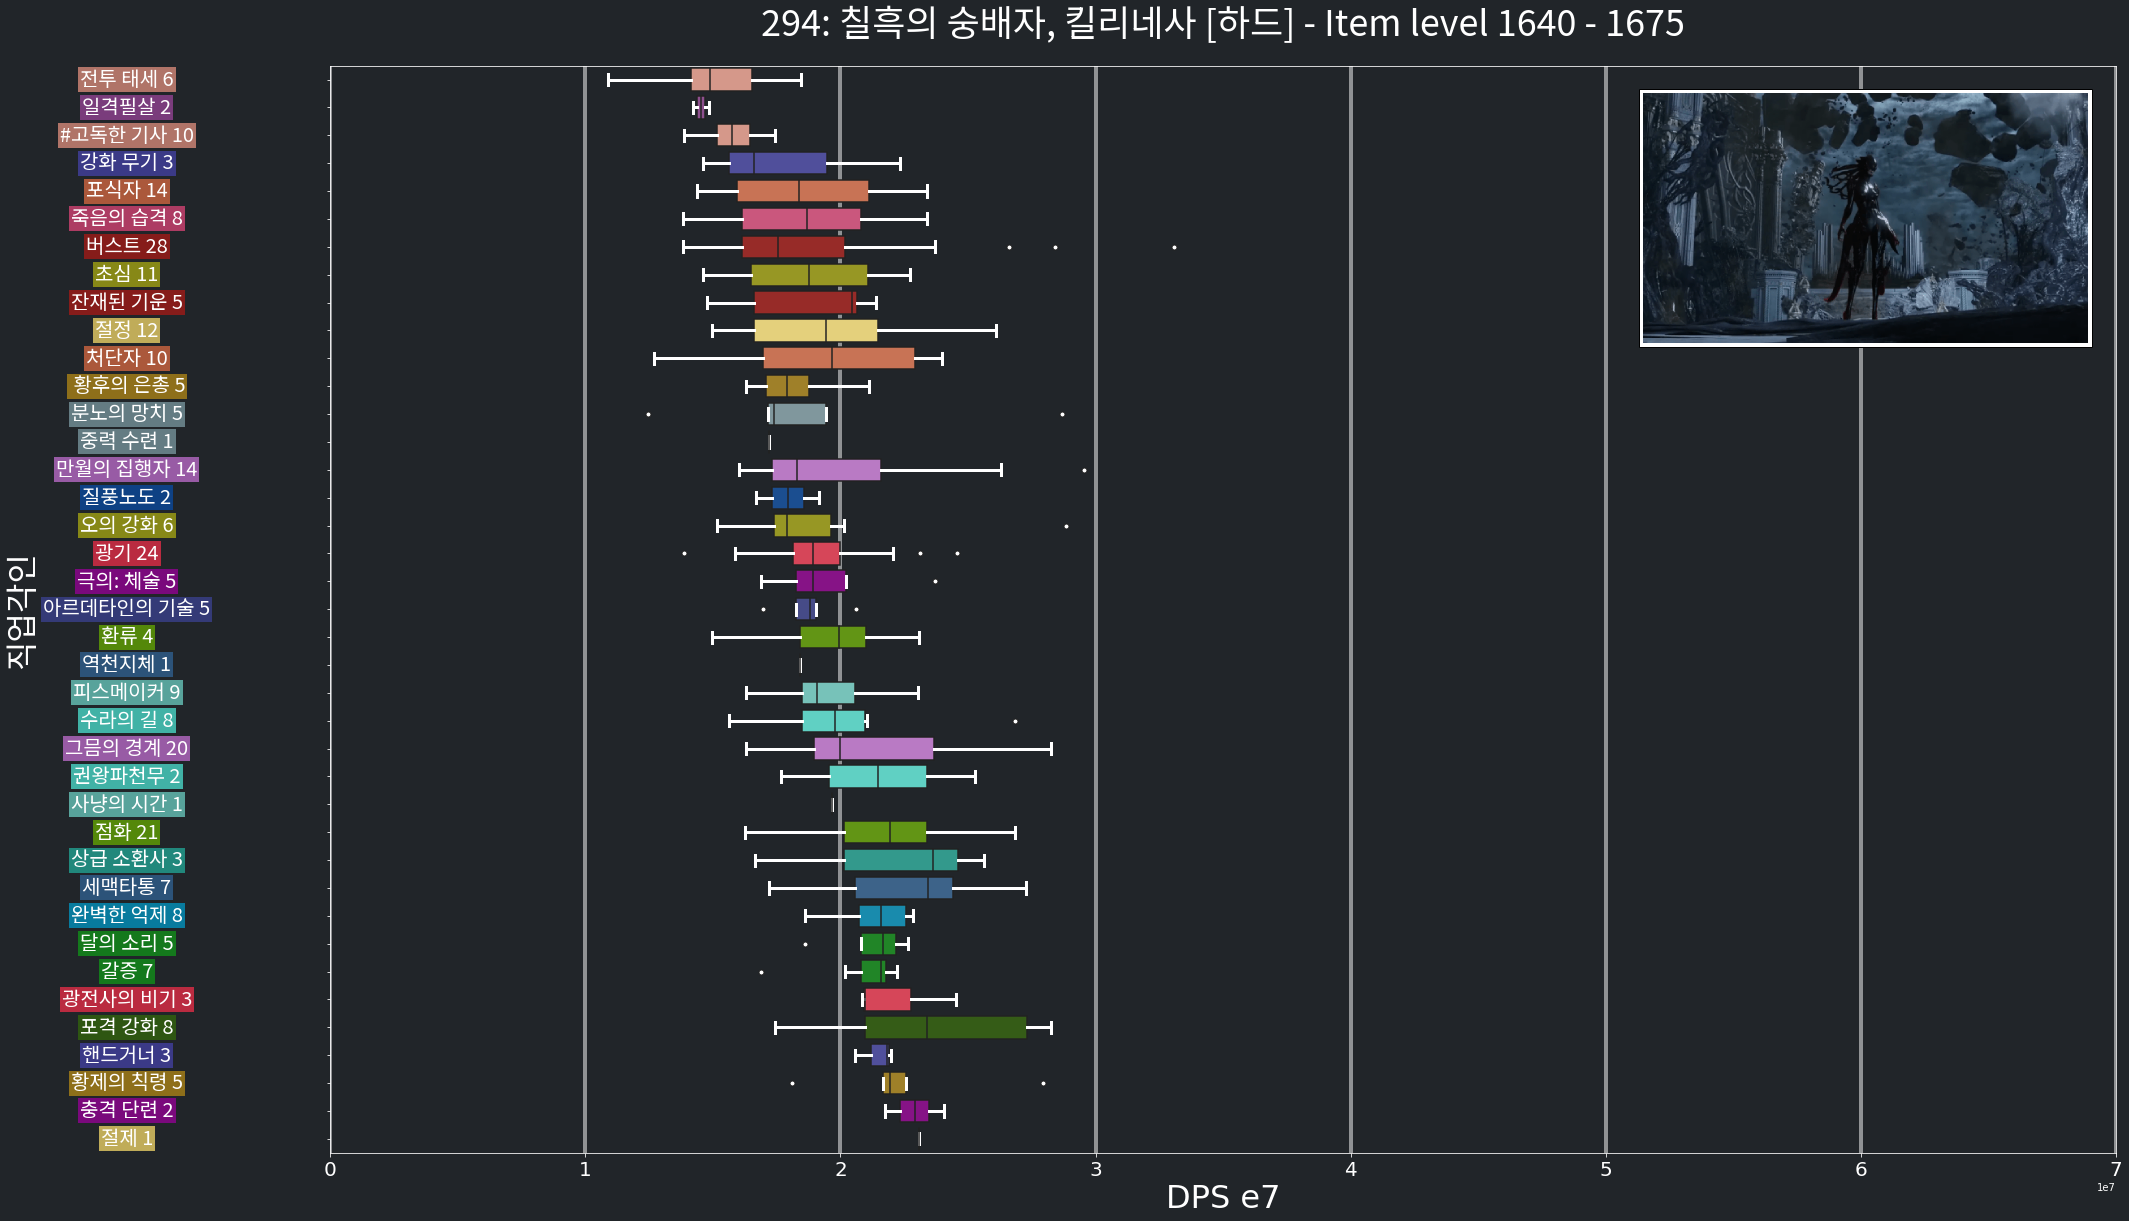 294: 칠흑의 숭배자, 킬리네사 [하드] - Item level 1640 - 1675
직업각인
전투 태세 6
일격필살 2
#고독한 기사 10
강화 무기 3
포식자 14
죽음의 습격 8
버스트 28
초심 11
잔재된 기운 5
절정 12
처단자 10
황후의 은총 5
분노의 망치 5
중력 수련 1
만월의 집행자 14
질풍노도 2
오의 강화 6
광기 24
극의: 체술 5
아르데타인의 기술 5
환류 4
역천지체 1
피스메이커 9
수라의 길 8
그믐의 경계 20
권왕파천무 2
사냥의 시간 1
점화 21
상급 소환사 3
세맥타통 7
완벽한 억제 8
달의 소리 5
갈증 7
광전사의 비기 3
포격 강화 8
핸드거너 3
황제의 칙령 5
충격 단련 2
절제 1
0 1 2 3 4 5 6 7
1e7
DPS e7